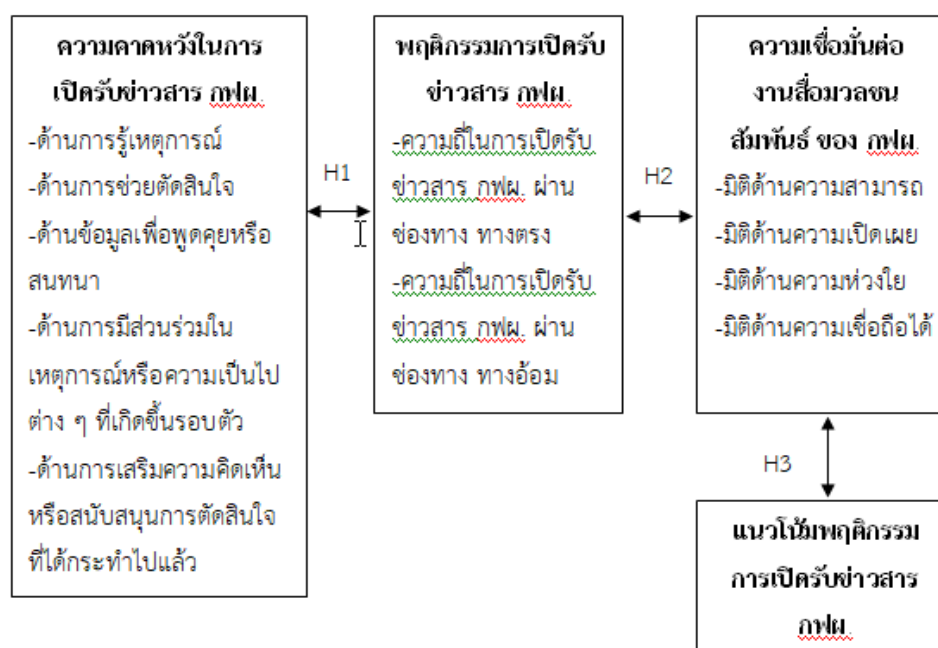 ความคาดหวังในการ
เปิดรับข่าวสาร กฟผ.
-ด้านการรู้เหตุการณ์
-ด้านการช่วยตัดสินใจ
-ด้านข้อมูลเพื่อพูดคุยหรือ
สนทนา
-ด้านการมีส่วนร่วมใน
เหตุการณ์หรือความเป็นไป
ต่าง ๆ ที่เกิดขึ้นรอบตัว
-ด้านการเสริมความคิดเห็น
หรือสนับสนุนการตัดสินใจ
ที่ได้กระทำไปแล้ว
H1
พฤติกรรมการเปิดรับ
ข่าวสาร กฟผ.
-ความถี่ในการเปิดรับ
ข่าวสาร กฟผ. ผ่าน
ช่องทาง ทางตรง
-ความถี่ในการเปิดรับ
ข่าวสาร กฟผ. ผ่าน
ช่องทาง ทางอ้อม
H2
ความเชื่อมั่นต่อ
งานสื่อมวลชน
สัมพันธ์ ของ กฟผ.
-มิติด้านความสามารถ
-มิติด้านความเปิดเผย
-มิติด้านความห่วงใย
-มิติด้านความเชื่อถือได้
H3
แนวโน้มพฤติกรรม
การเปิดรับข่าวสาร
กฟผ.